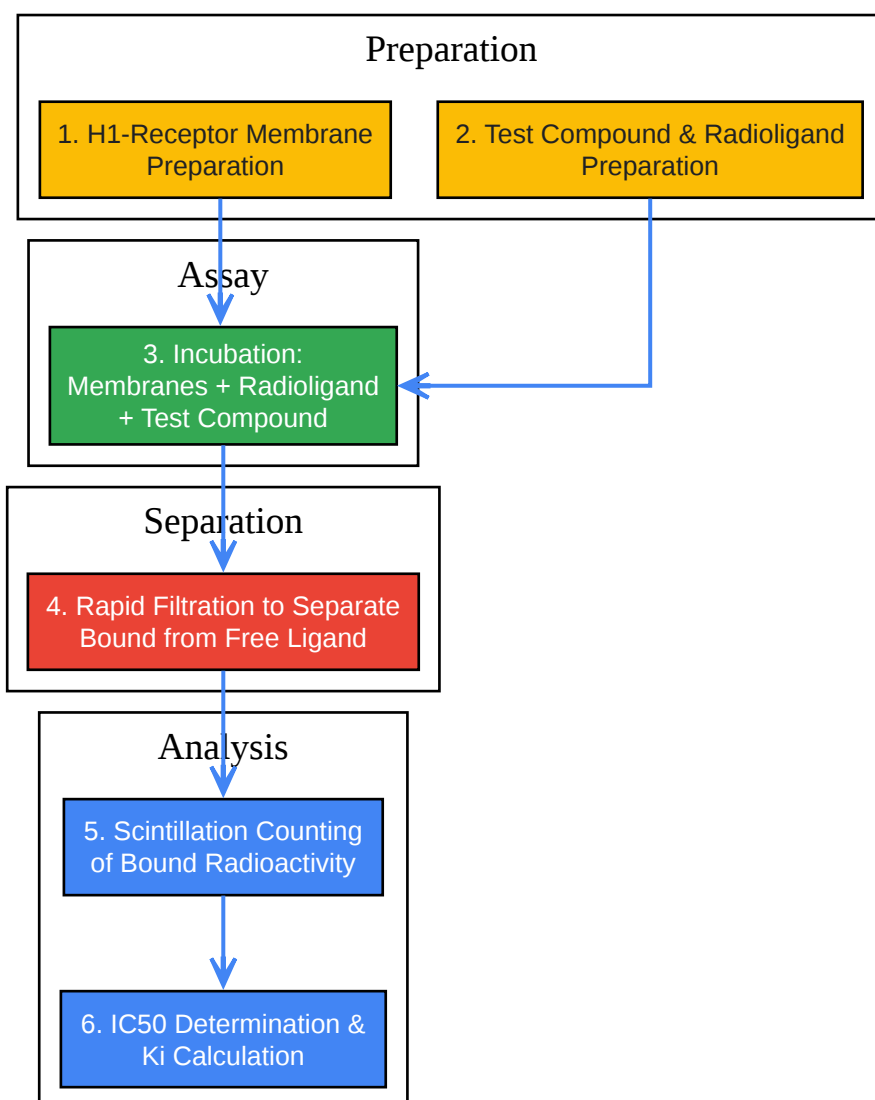 Preparation
1. H1-Receptor Membrane
Preparation
2. Test Compound & Radioligand
Preparation
Assay
3. Incubation:
Membranes + Radioligand
+ Test Compound
Separation
4. Rapid Filtration to Separate
Bound from Free Ligand
Analysis
5. Scintillation Counting
of Bound Radioactivity
6. IC50 Determination &
Ki Calculation